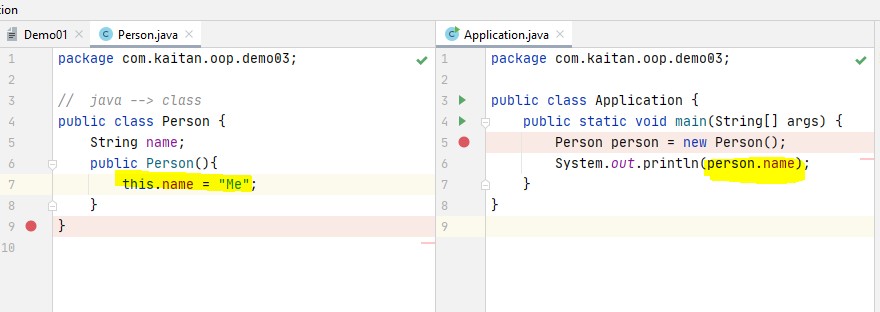 tion
Demo01 Person.java
1 package com.kaitan.oop.demo03;
2
3 // java --> class
4 public class Person {
5 String name;
6 public Person(){
7 this.name = "Me";
8 }
9 }
10
Application.java
1 package com.kaitan.oop.demo03;
2
3 public class Application {
4 public static void main(String[] args) {
5 Person person = new Person();
6 System.out.println(person.name);
7 }
8 }
9